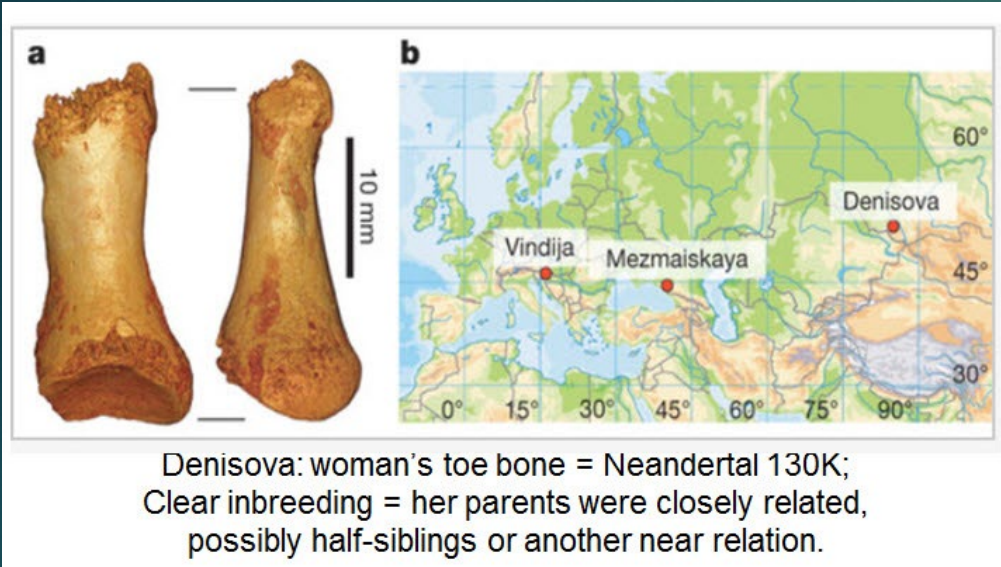 a
b
10 mm
60°
Denisova
Vindija
Mezmaiskaya
45°
30°
0° 15° 30° 45° 60° 75° 90°
Denisova: woman's toe bone = Neandertal 130K;
Clear inbreeding = her parents were closely related,
possibly half-siblings or another near relation.